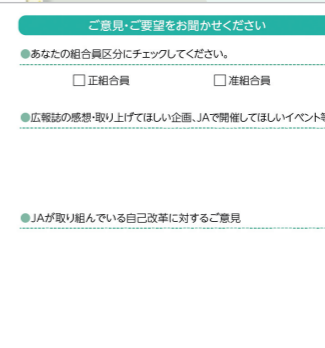 ご意見・ご要望をお聞かせください
●あなたの組合員区分にチェックしてください。
□正組合員 □准組合員
●広報誌の感想・取り上げてほしい企画、JAで開催してほしいイベント等
●JAが取り組んでいる自己改革に対するご意見